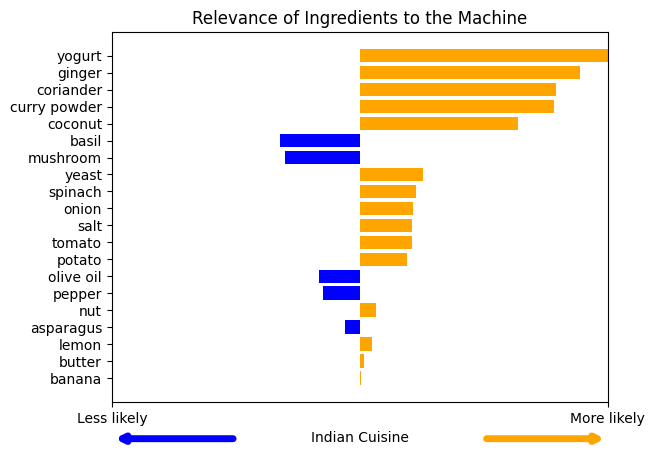 Relevance of Ingredients to the Machine
yogurt
ginger
coriander
curry powder
coconut
basil
mushroom
yeast
spinach
onion
salt
tomato
potato
olive oil
pepper
nut
asparagus
lemon
butter
banana
Less likely More likely
Indian Cuisine